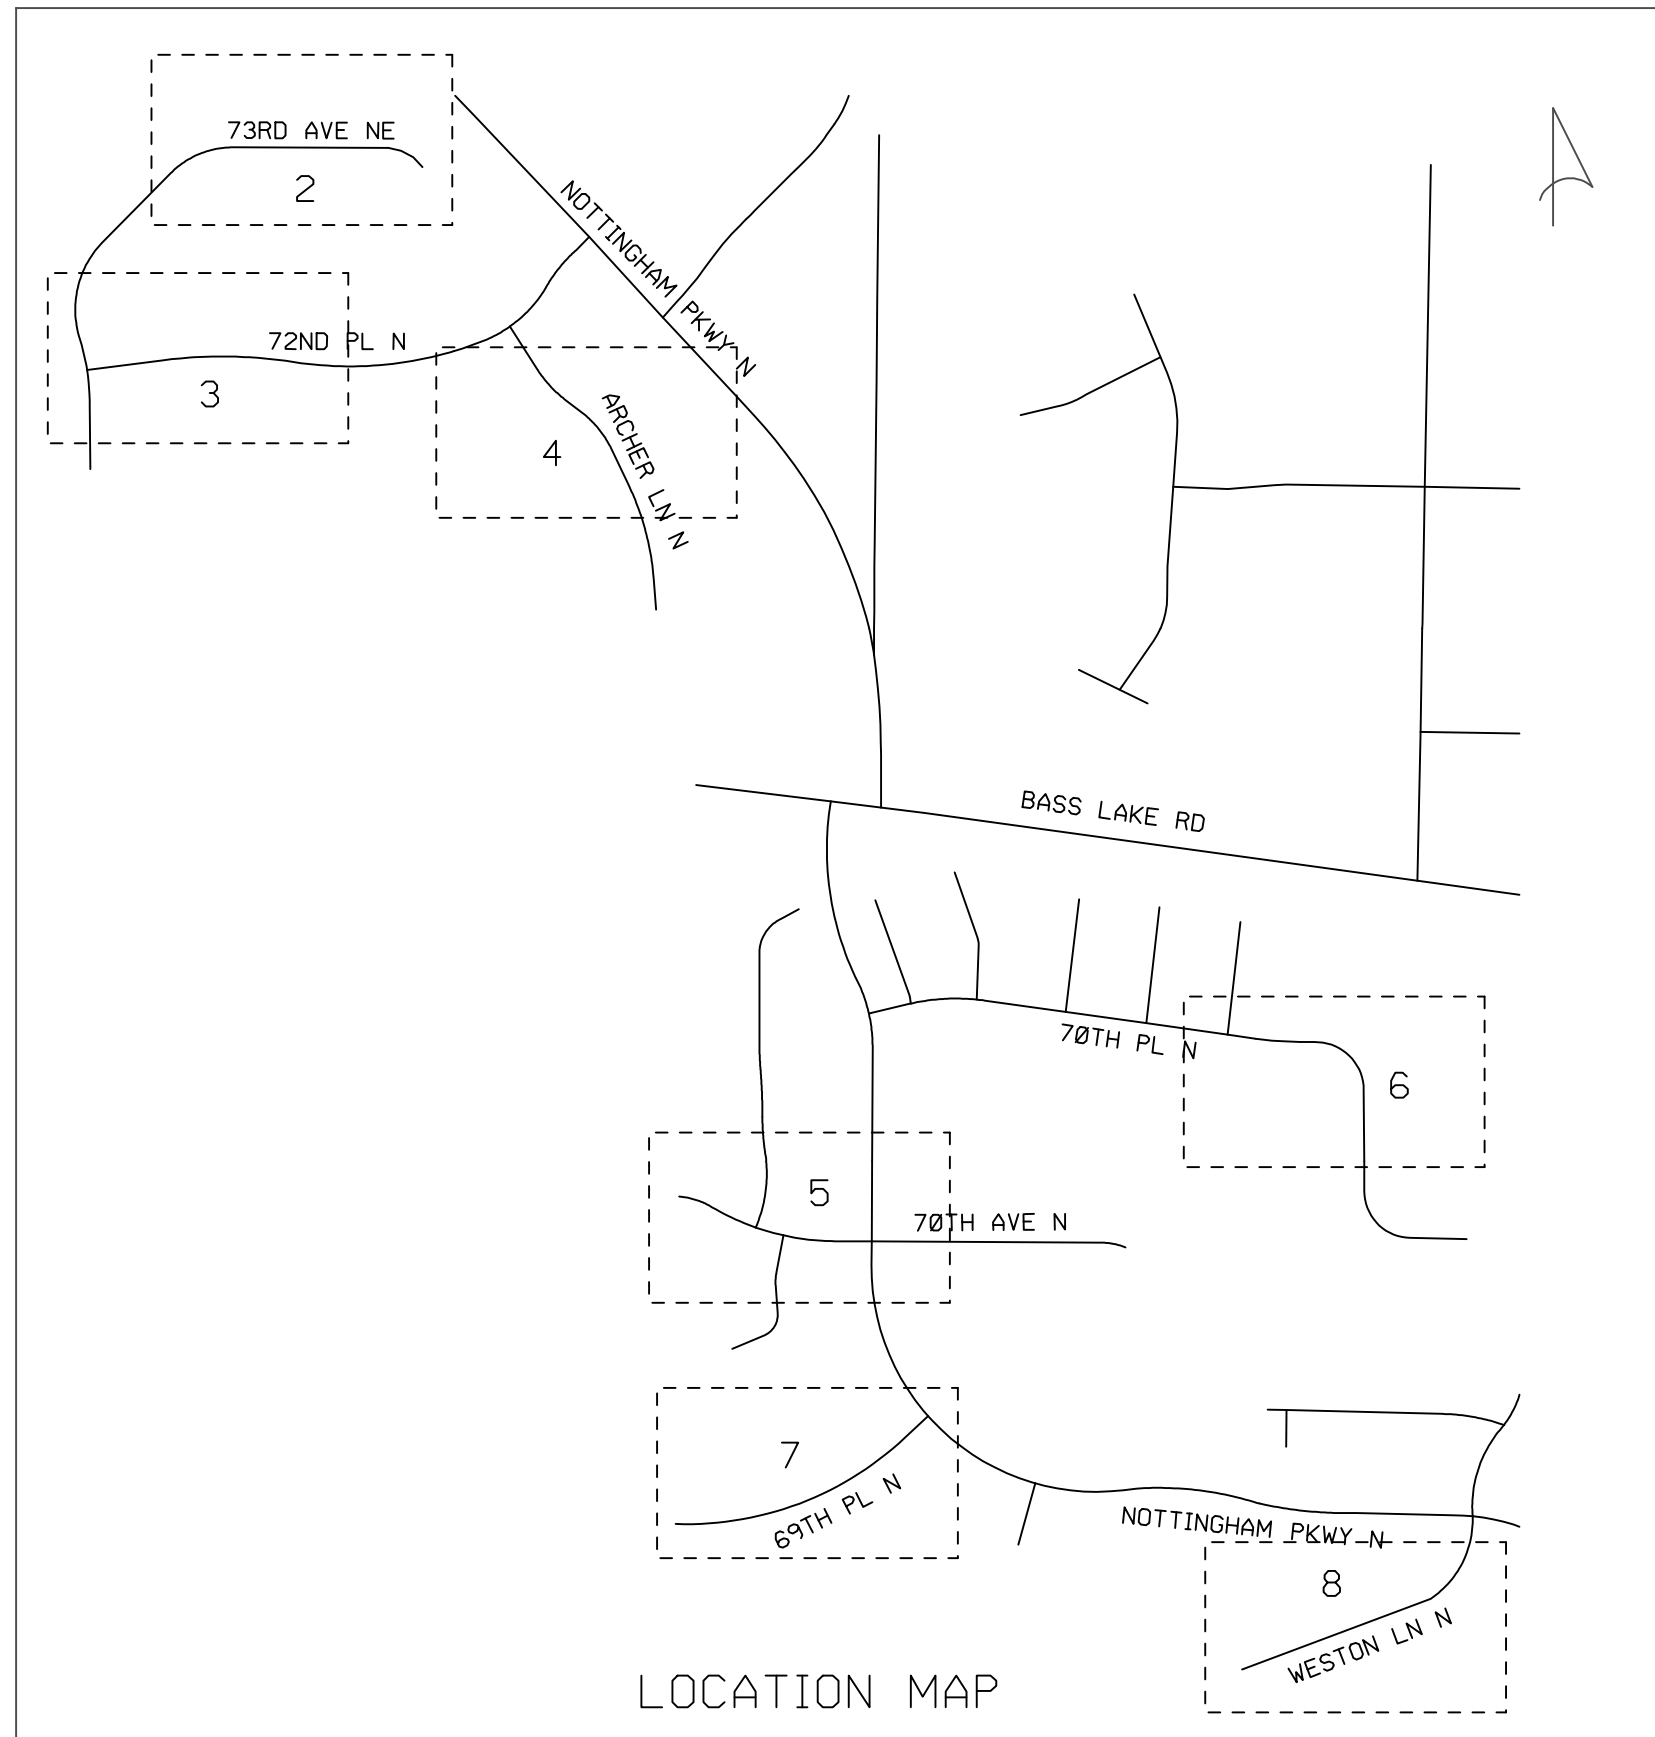 73RD AVE NE
2
NOTTINGHAM PKWY N
72ND PL N
3
ARCHER LN N
4
BASS LAKE RD
70TH PL N
6
5
70TH AVE N
7
69TH PL N
NOTTINGHAM PKWY N
8
WESTON LN N
LOCATION MAP